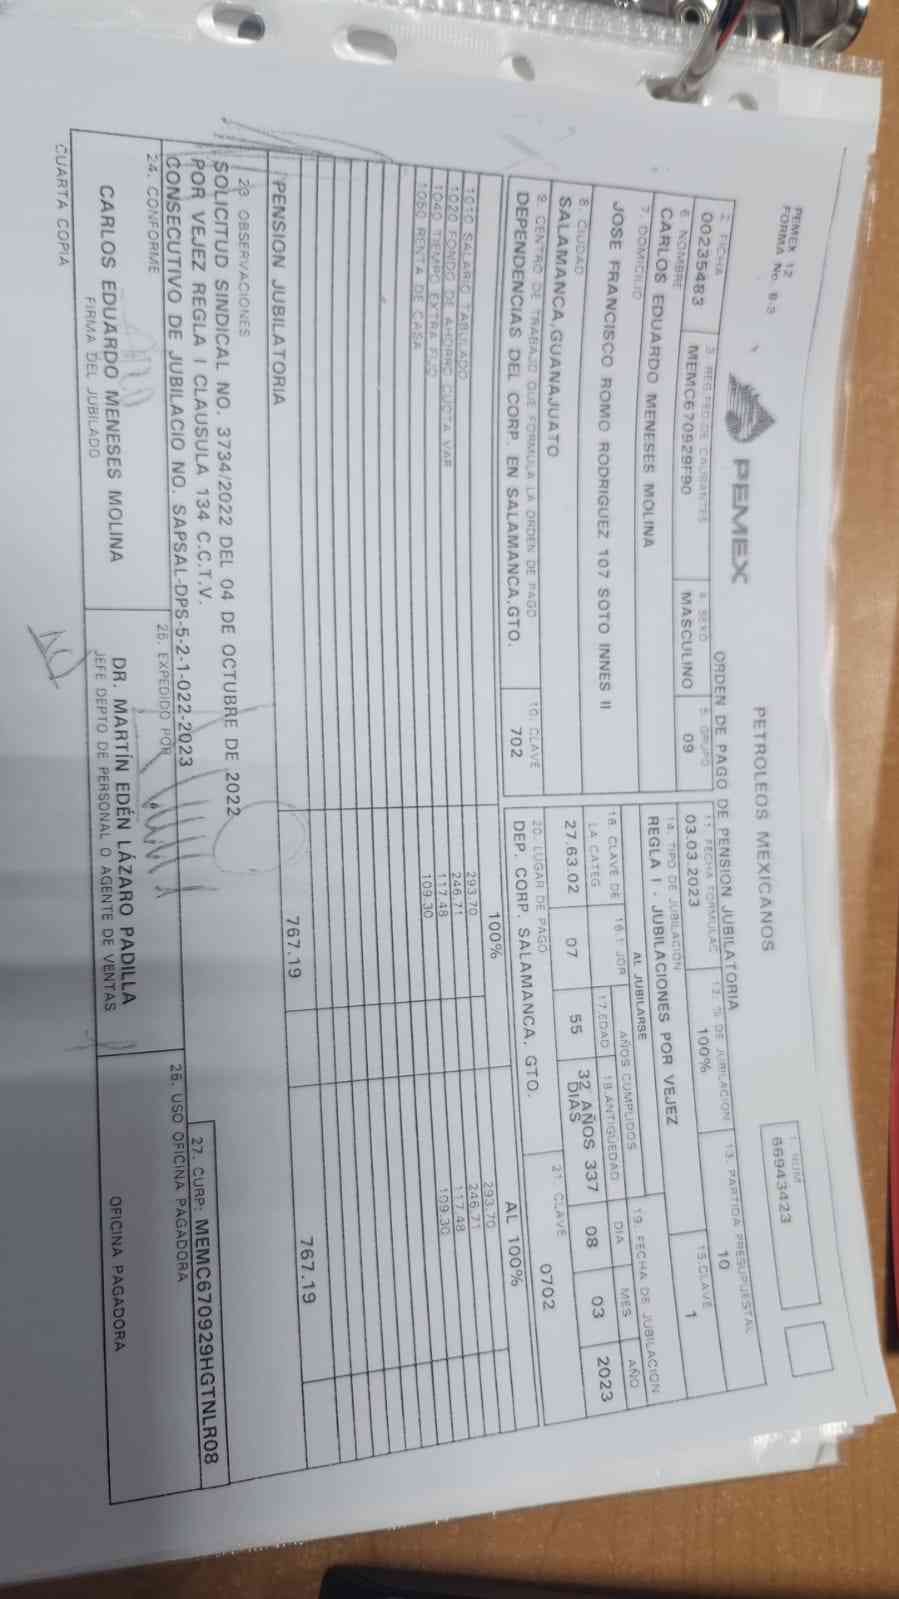 PEMEX 12
FORMA No. 8-3
PEMEX
PETROLEOS MEXICANOS
ORDEN DE PAGO DE PENSION JUBILATORIA
1. NUM
66943423
2. FICHA
00235483
3. REG FED DE CAUSANTES
MEMC670929F90
4. SEXO
MASCULINO
5. GRUPO
09
6. NOMBRE
CARLOS EDUARDO MENESES MOLINA
7. DOMICILIO
JOSE FRANCISCO ROMO RODRIGUEZ 107 SOTO INNES II
8. CIUDAD
SALAMANCA,GUANAJUATO
9. CENTRO DE TRABAJO QUE FORMULA LA ORDEN DE PAGO
DEPENDENCIAS DEL CORP. EN SALAMANCA,GTO.
10. CLAVE
702
11. FECHA FORMULAC
03.03.2023
12. % DE JUBILACION
100%
13. PARTIDA PRESUPUESTAL
10
14. TIPO DE JUBILACION
REGLA I - JUBILACIONES POR VEJEZ
15.CLAVE
1
AL JUBILARSE
AÑOS CUMPLIDOS
19. FECHA DE JUBILACION
16. CLAVE DE LA CATEG
16.1 JOR
17.EDAD
18.ANTIGUEDAD
DIA
MES
AÑO
27.63.02
07
55
32 AÑOS 337 DIAS
08
03
2023
20. LUGAR DE PAGO
DEP. CORP. SALAMANCA, GTO.
21. CLAVE
0702
100%
AL 100%
1010 SALARIO TABULADO 293.70 293.70
1020 FONDO DE AHORRO CUOTA VAR 246.71 246.71
1040 TIEMPO EXTRA FIJO 117.48 117.48
1060 RENTA DE CASA 109.30 109.30
PENSION JUBILATORIA 767.19 767.19
23 OBSERVACIONES
SOLICITUD SINDICAL NO. 3734/2022 DEL 04 DE OCTUBRE DE 2022
POR VEJEZ REGLA I CLAUSULA 134 C.C.T.V.
CONSECUTIVO DE JUBILACIO NO. SAPSAL-DPS-5-2-1-022-2023
27. CURP: MEMC670929HGTNLR08
24. CONFORME
CARLOS EDUARDO MENESES MOLINA
FIRMA DEL JUBILADO
25. EXPEDIDO POR
DR. MARTÍN EDÉN LÁZARO PADILLA
JEFE DEPTO DE PERSONAL O AGENTE DE VENTAS
26. USO OFICINA PAGADORA
OFICINA PAGADORA
CUARTA COPIA